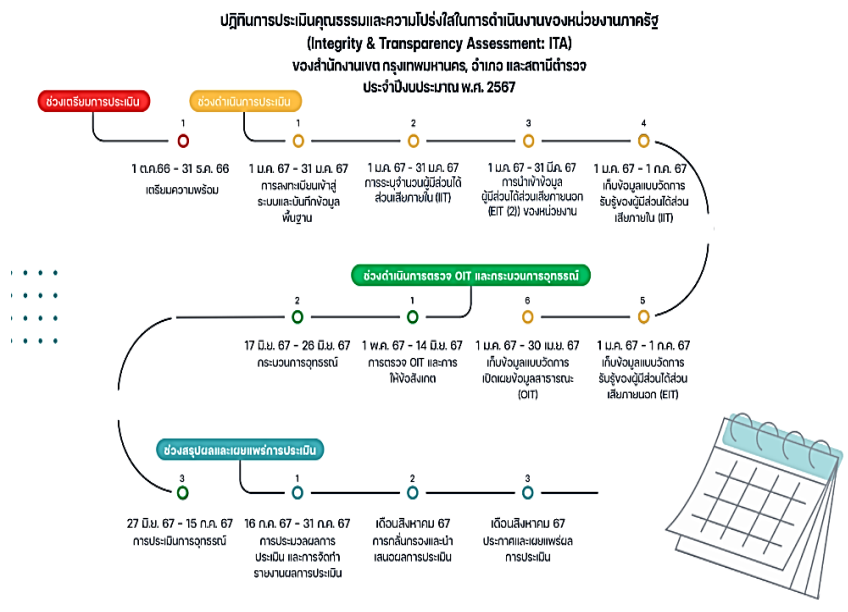 ปฏิทินการประเมินคุณธรรมและความโปร่งใสในการดำเนินงานของหน่วยงานภาครัฐ
(Integrity & Transparency Assessment: ITA)
ของสำนักงานเขต กรุงเทพมหานคร, อำเภอ และสถานีตำรวจ
ประจำปีงบประมาณ พ.ศ. 2567
ช่วงเตรียมการประเมิน
1
1 ต.ค.66 - 31 ธ.ค. 66
เตรียมความพร้อม
ช่วงดำเนินการประเมิน
1
1 ม.ค. 67 - 31 ม.ค. 67
การลงทะเบียนเข้าสู่
ระบบและบันทึกข้อมูล
พื้นฐาน
2
1 ม.ค. 67 - 31 ม.ค. 67
การระบุจำนวนผู้มีส่วนได้
ส่วนเสียภายใน (IIT)
3
1 ม.ค. 67 - 31 มี.ค. 67
การนำเข้าข้อมูล
ผู้มีส่วนได้ส่วนเสียภายนอก
(EIT (2)) ของหน่วยงาน
4
1 ม.ค. 67 - 1 ก.ค. 67
เก็บข้อมูลแบบวัดการ
รับรู้ของผู้มีส่วนได้ส่วน
เสียภายใน (IIT)
5
1 ม.ค. 67 - 1 ก.ค. 67
เก็บข้อมูลแบบวัดการ
รับรู้ของผู้มีส่วนได้ส่วน
เสียภายนอก (EIT)
6
1 ม.ค. 67 - 30 เม.ย. 67
เก็บข้อมูลแบบวัดการ
เปิดเผยข้อมูลสาธารณะ
(OIT)
ช่วงดำเนินการตรวจ OIT และกระบวนการอุทธรณ์
1
1 พ.ค. 67 - 14 มิ.ย. 67
การตรวจ OIT และการ
ให้ข้อสังเกต
2
17 มิ.ย. 67 - 26 มิ.ย. 67
กระบวนการอุทธรณ์
3
27 มิ.ย. 67 - 15 ก.ค. 67
การประเมินการอุทธรณ์
ช่วงสรุปผลและเผยแพร่การประเมิน
1
16 ก.ค. 67 - 31 ก.ค. 67
การประมวลผลการ
ประเมิน และการจัดทำ
รายงานผลการประเมิน
2
เดือนสิงหาคม 67
การกลั่นกรองและนำ
เสนอผลการประเมิน
3
เดือนสิงหาคม 67
ประกาศและเผยแพร่ผล
การประเมิน